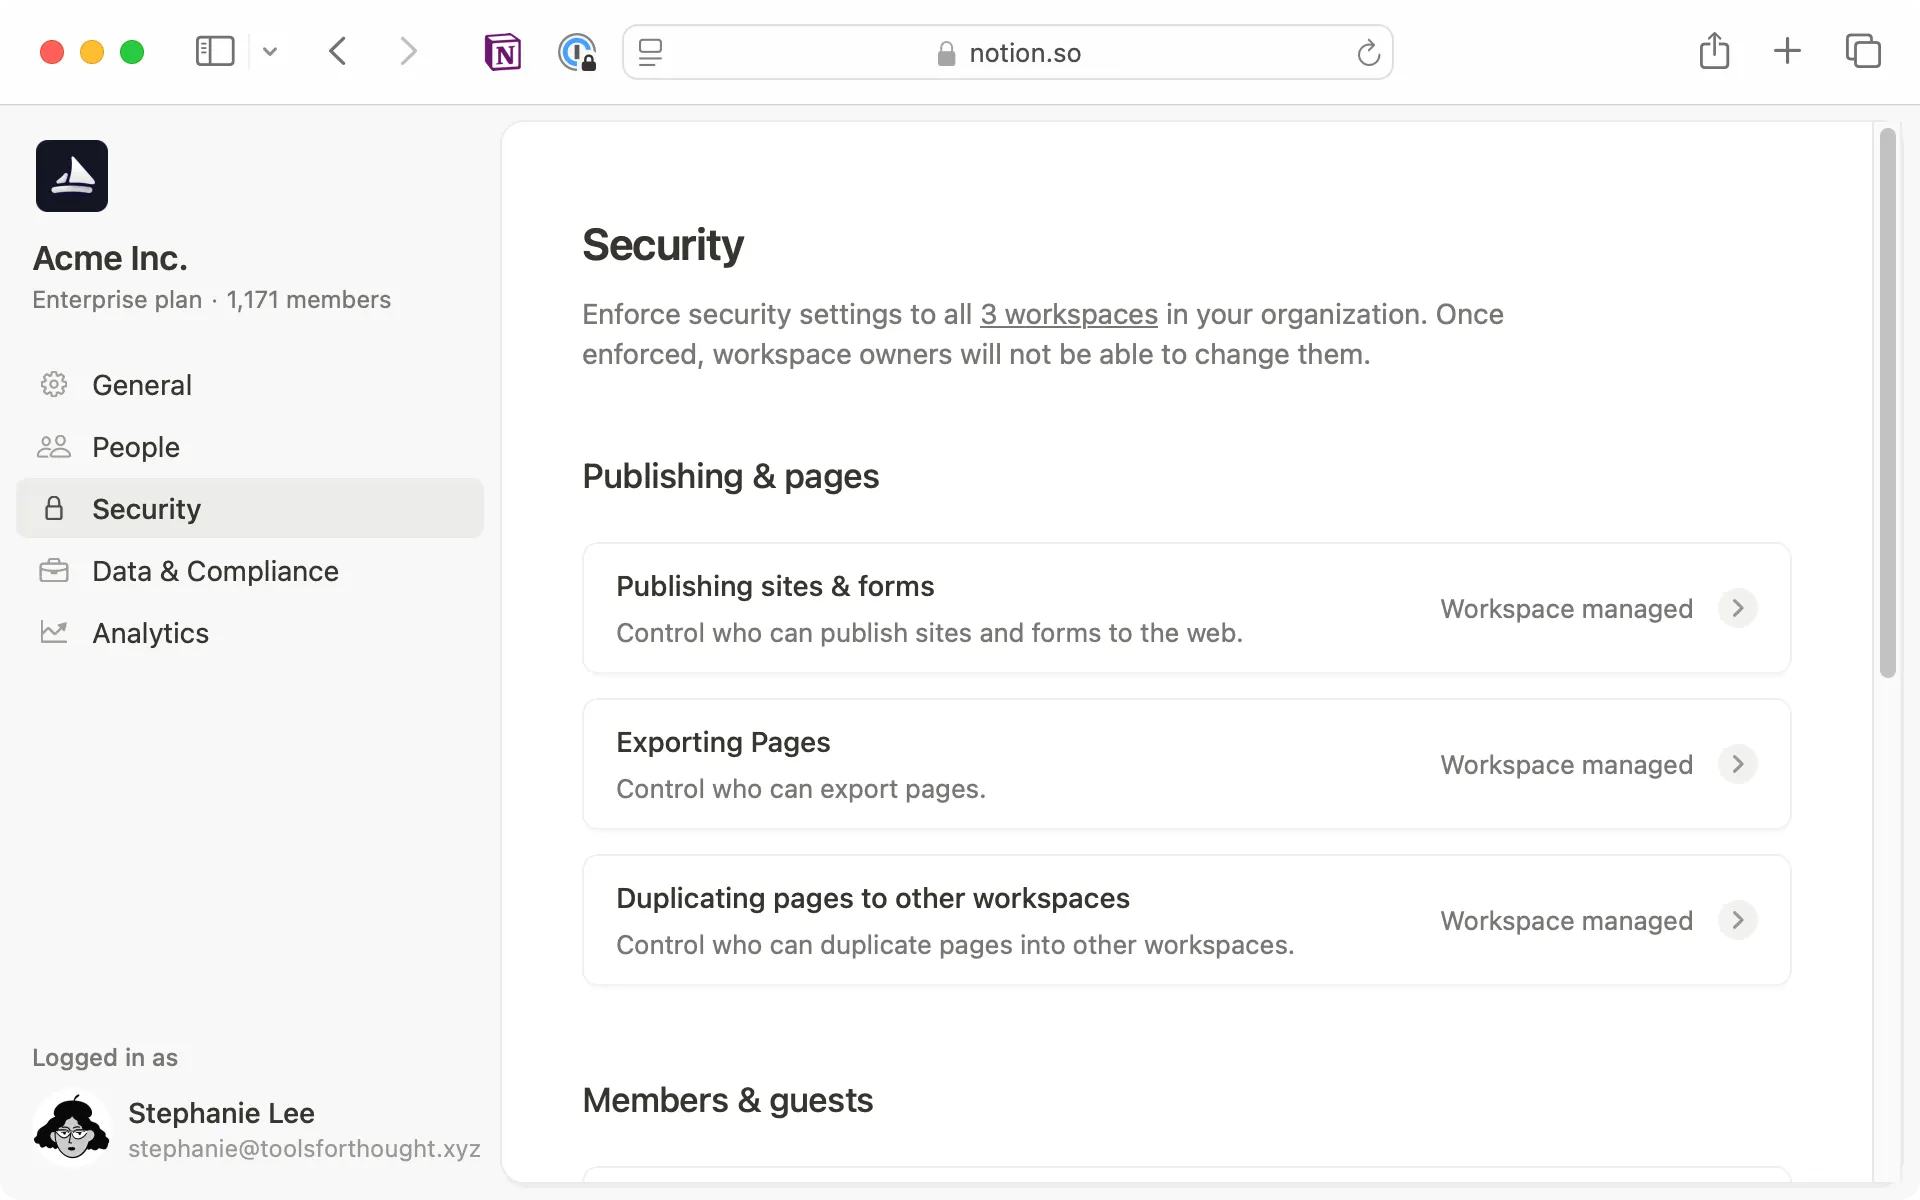 notion.so
Acme Inc.
Enterprise plan · 1,171 members
General
People
Security
Data & Compliance
Analytics
Logged in as
Stephanie Lee
stephanie@toolsforthought.xyz
Security
Enforce security settings to all 3 workspaces in your organization. Once
enforced, workspace owners will not be able to change them.
Publishing & pages
Publishing sites & forms
Control who can publish sites and forms to the web.
Workspace managed
Exporting Pages
Control who can export pages.
Workspace managed
Duplicating pages to other workspaces
Control who can duplicate pages into other workspaces.
Workspace managed
Members & guests